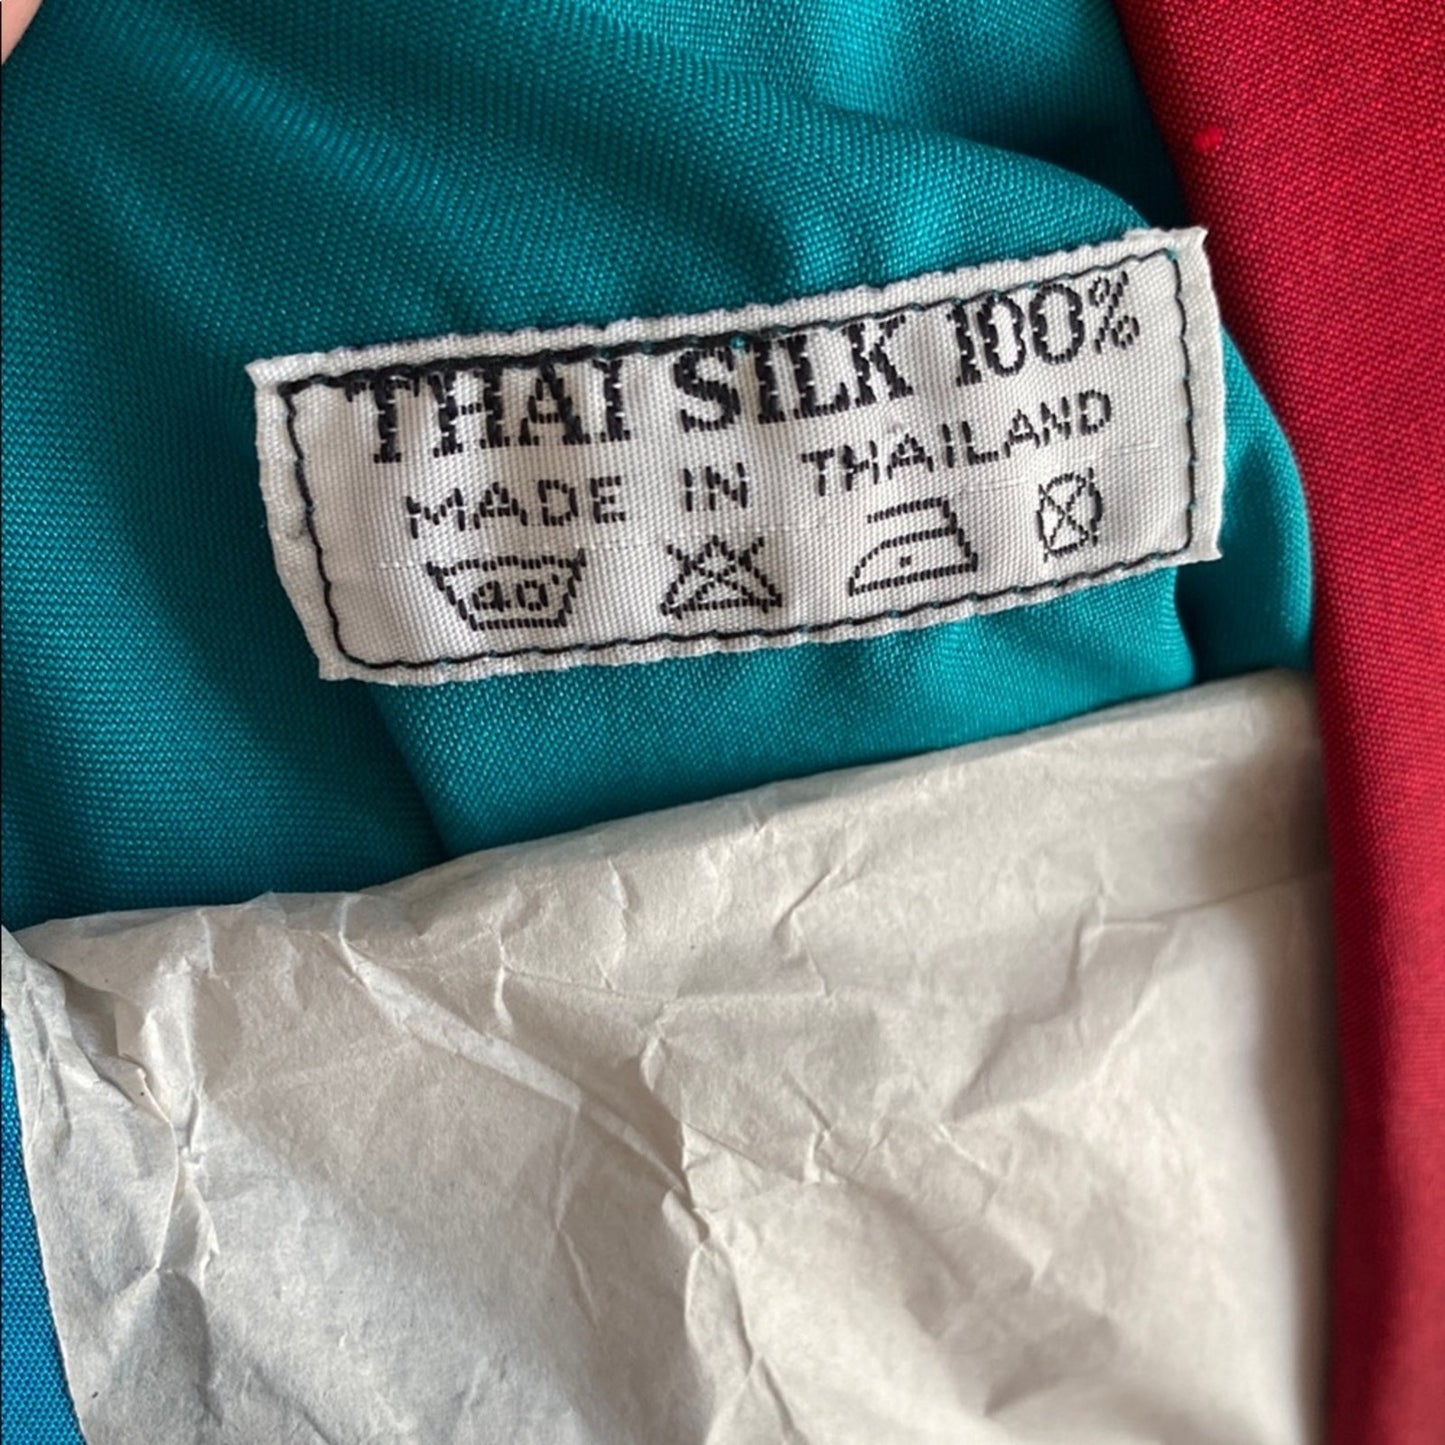 THAI SILK 100%
MADE IN THAILAND
40°